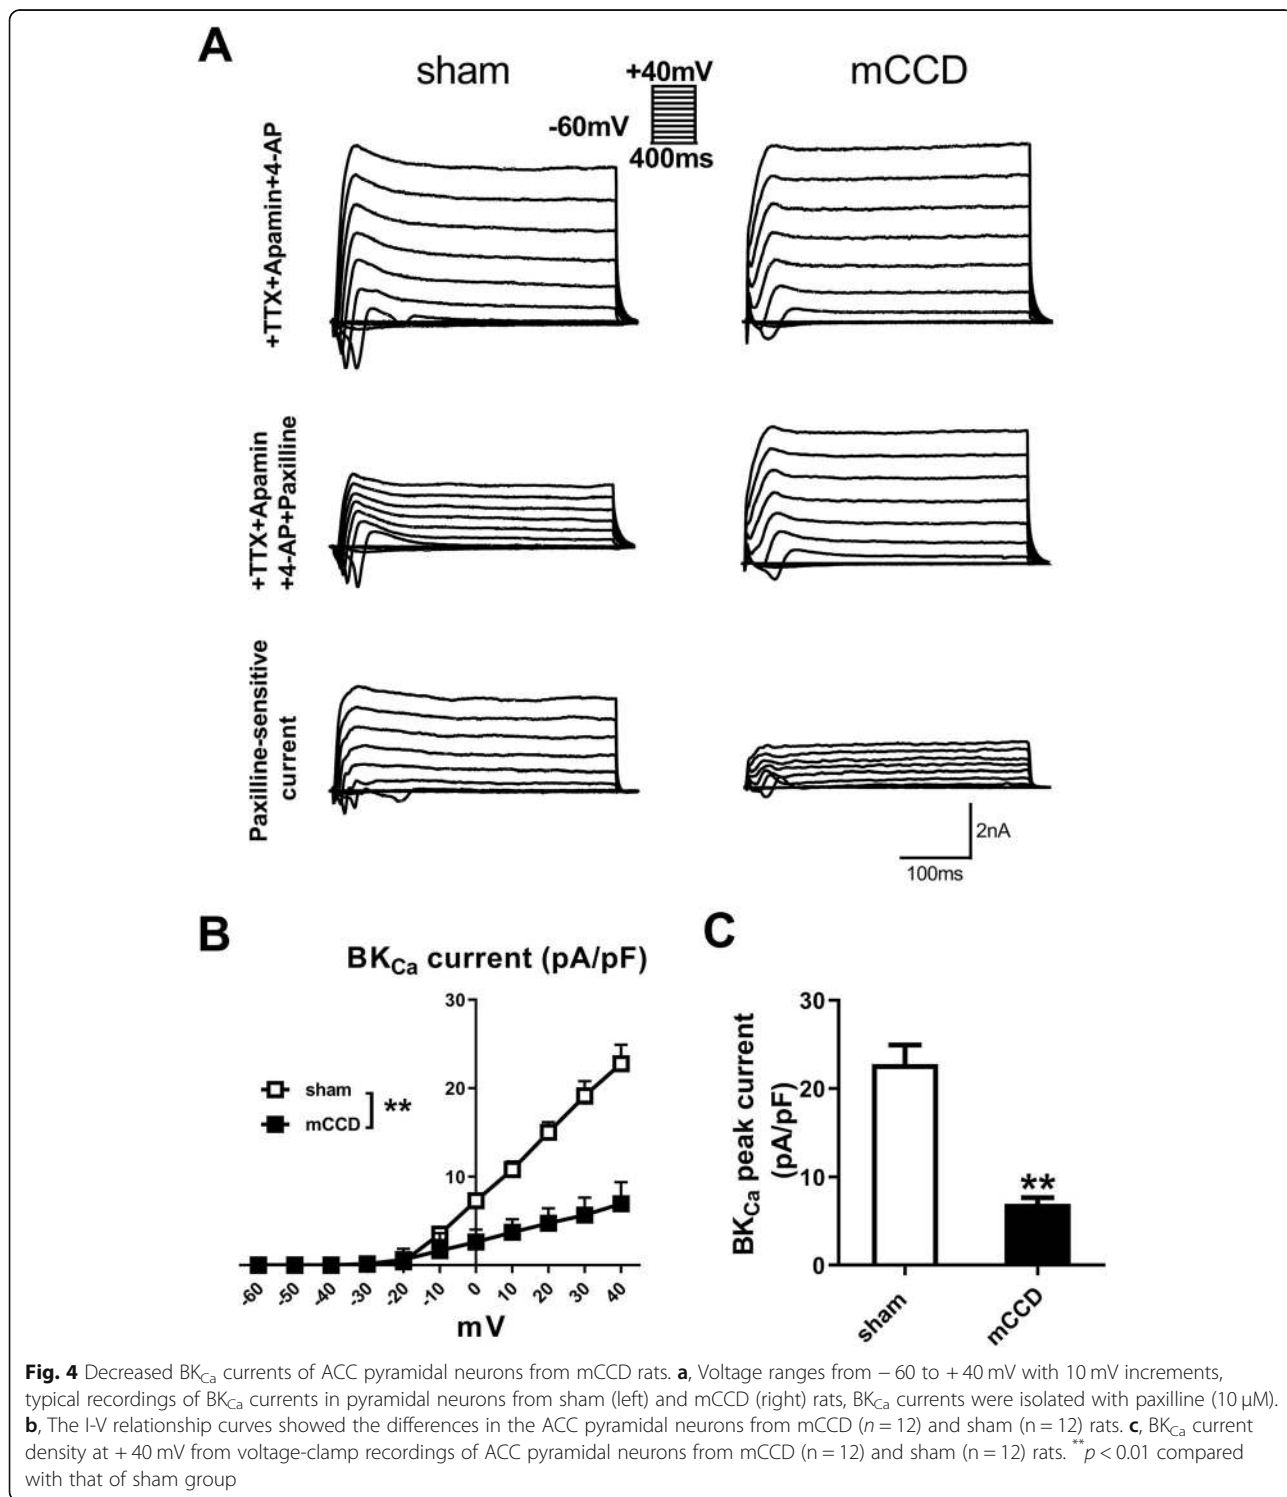 A
sham
mCCD
+40mV
-60mV
400ms
+TTX+Apamin+4-AP
+TTX+Apamin
+4-AP+Paxilline
Paxilline-sensitive
current
2nA
100ms
B
BKCa current (pA/pF)
30
20
10
sham
mCCD
**
-60 -50 -40 -30 -20 -10 0 10 20 30 40
mV
C
BKCa peak current
(pA/pF)
30
20
10
0
**
sham
mCCD
Fig. 4 Decreased BKCa currents of ACC pyramidal neurons from mCCD rats. a, Voltage ranges from − 60 to + 40 mV with 10 mV increments,
typical recordings of BKCa currents in pyramidal neurons from sham (left) and mCCD (right) rats, BKCa currents were isolated with paxilline (10 μM).
b, The I-V relationship curves showed the differences in the ACC pyramidal neurons from mCCD (n = 12) and sham (n = 12) rats. c, BKCa current
density at + 40 mV from voltage-clamp recordings of ACC pyramidal neurons from mCCD (n = 12) and sham (n = 12) rats. **p < 0.01 compared
with that of sham group